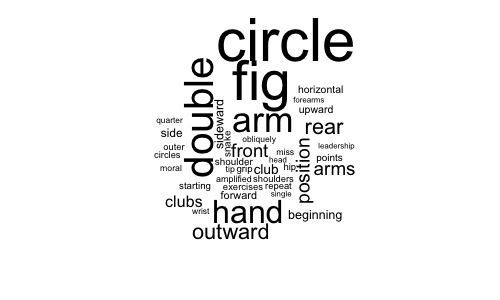 circle
fig
double
horizontal
forearms
upward
sideward
arm
rear
quarter
side
obliquely
snake
front
miss
leadership
outer
circles
shoulder
head
points
moral
tip grip club
hip
arms
position
amplified shoulders
starting
exercises repeat
forward
single
clubs
wrist
hand
beginning
outward